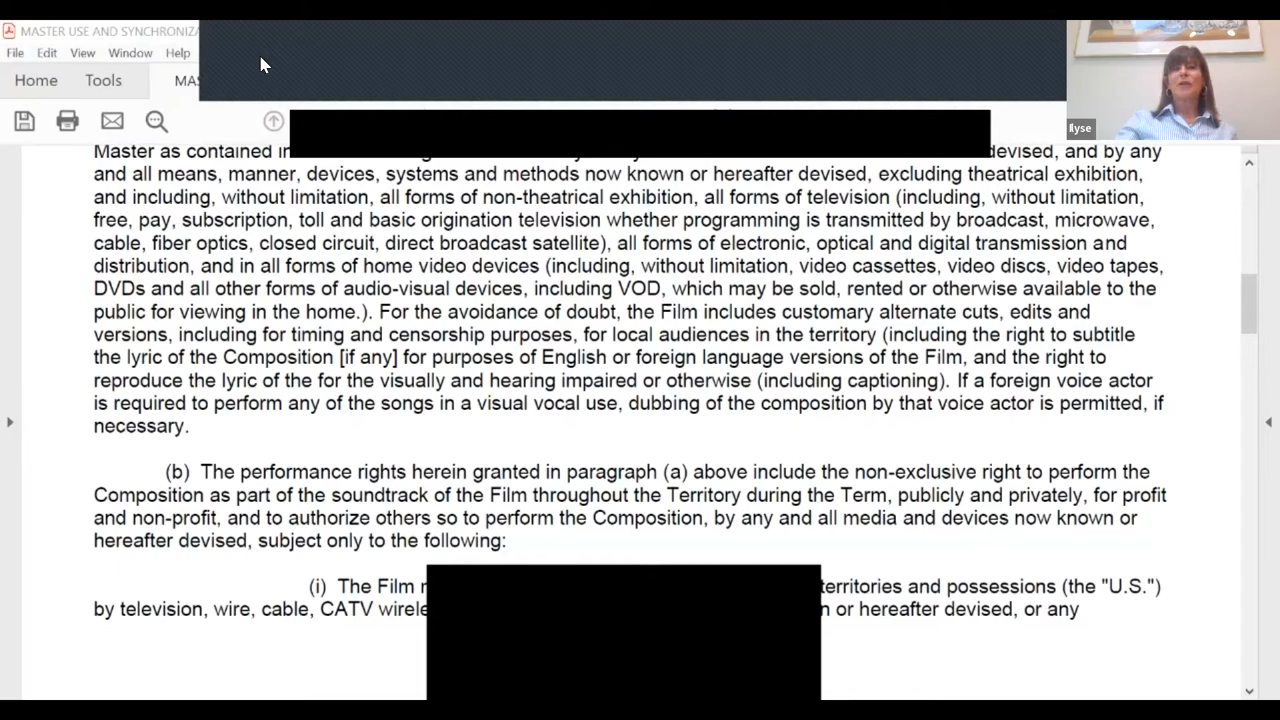 MASTER USE AND SYNCHRONIZA
File Edit View Window Help
Home Tools MAS
Ilyse
Master as contained in devised, and by any
and all means, manner, devices, systems and methods now known or hereafter devised, excluding theatrical exhibition,
and including, without limitation, all forms of non-theatrical exhibition, all forms of television (including, without limitation,
free, pay, subscription, toll and basic origination television whether programming is transmitted by broadcast, microwave,
cable, fiber optics, closed circuit, direct broadcast satellite), all forms of electronic, optical and digital transmission and
distribution, and in all forms of home video devices (including, without limitation, video cassettes, video discs, video tapes,
DVDs and all other forms of audio-visual devices, including VOD, which may be sold, rented or otherwise available to the
public for viewing in the home.). For the avoidance of doubt, the Film includes customary alternate cuts, edits and
versions, including for timing and censorship purposes, for local audiences in the territory (including the right to subtitle
the lyric of the Composition [if any] for purposes of English or foreign language versions of the Film, and the right to
reproduce the lyric of the for the visually and hearing impaired or otherwise (including captioning). If a foreign voice actor
is required to perform any of the songs in a visual vocal use, dubbing of the composition by that voice actor is permitted, if
necessary.
(b) The performance rights herein granted in paragraph (a) above include the non-exclusive right to perform the
Composition as part of the soundtrack of the Film throughout the Territory during the Term, publicly and privately, for profit
and non-profit, and to authorize others so to perform the Composition, by any and all media and devices now known or
hereafter devised, subject only to the following:
(i) The Film territories and possessions (the "U.S.")
by television, wire, cable, CATV or hereafter devised, or any